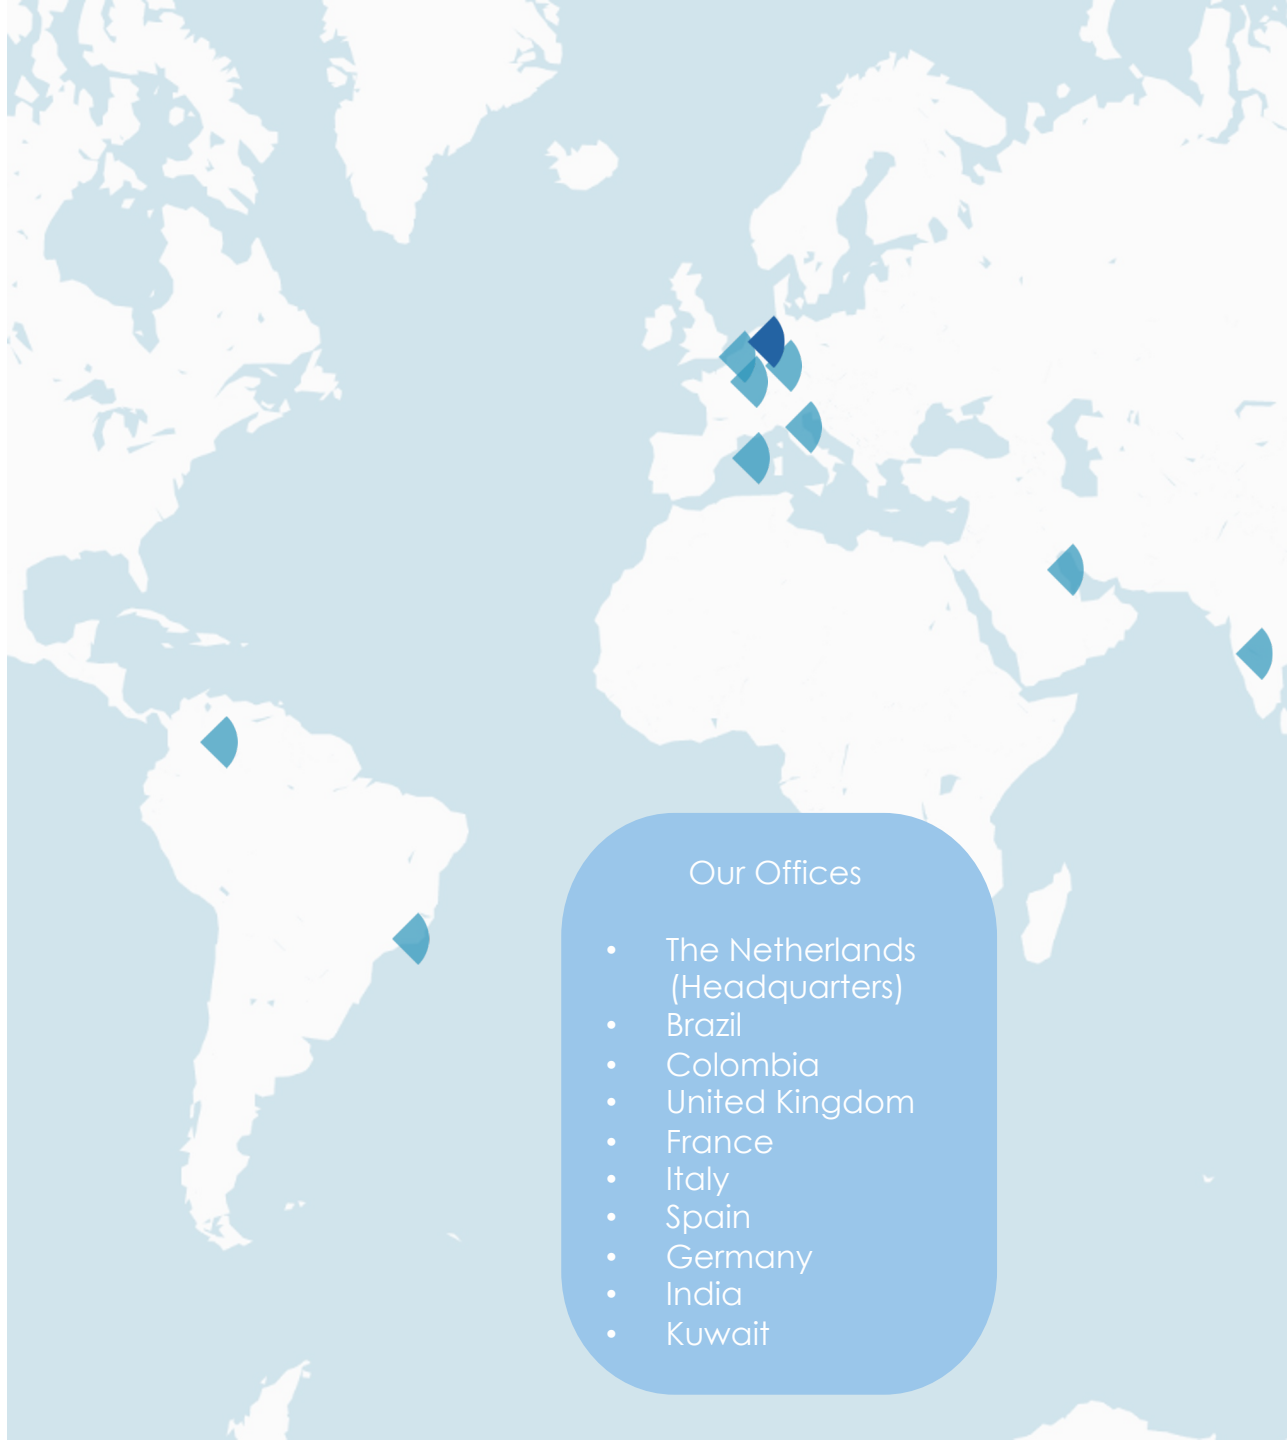 Our Offices
• The Netherlands
(Headquarters)
• Brazil
• Colombia
• United Kingdom
• France
• Italy
• Spain
• Germany
• India
• Kuwait